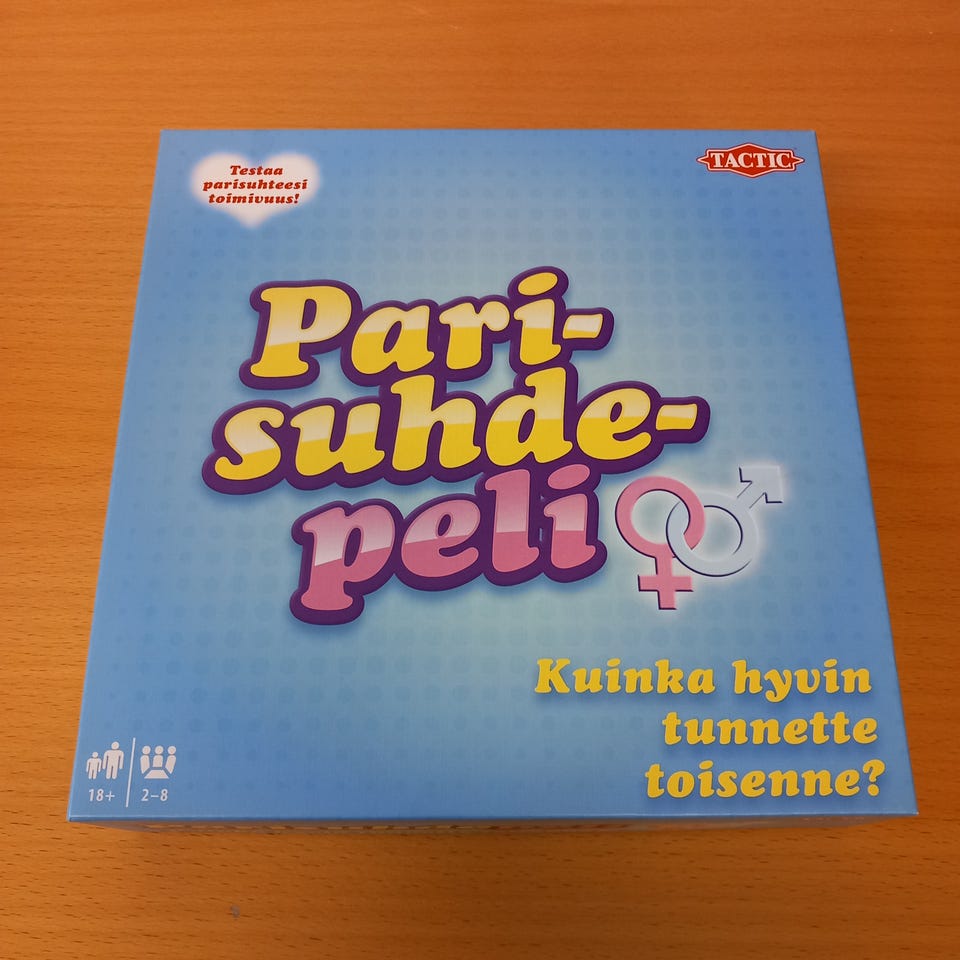 Testaa
parisuhteesi
toimivuus!
TACTIC
Pari-
suhde-
peli
Kuinka hyvin
tunnette
toisenne?
18+
2-8